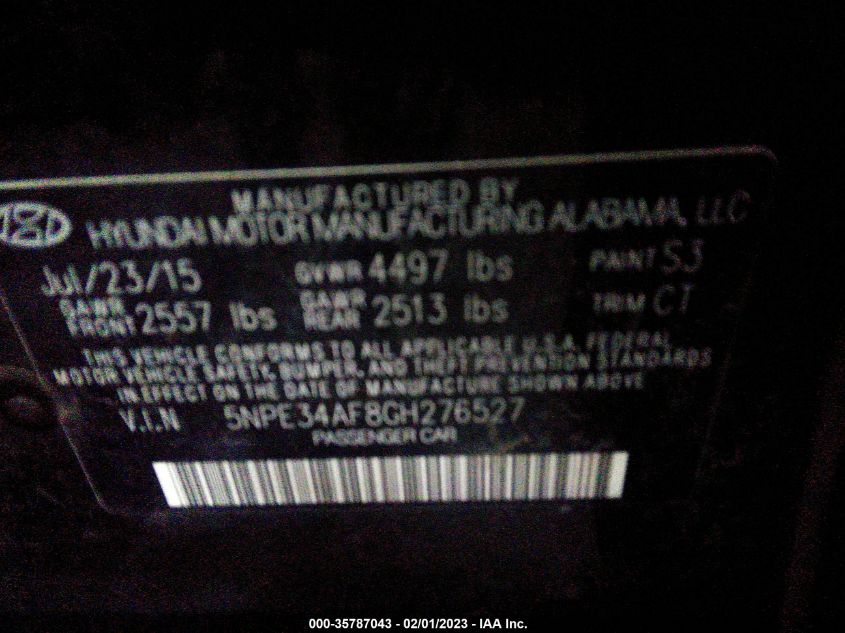 MANUFACTURED BY
HYUNDAI MOTOR MANUFACTURING ALABAMA, LLC
Jul/23/15 GVWR 4497 lbs PAINT S3
GAWR FRONT 2557 lbs GAWR REAR 2513 lbs TRIM CT
THIS VEHICLE CONFORMS TO ALL APPLICABLE U.S.A. FEDERAL
MOTOR VEHICLE SAFETY, BUMPER, AND THEFT PREVENTION STANDARDS
IN EFFECT ON THE DATE OF MANUFACTURE SHOWN ABOVE
V.I.N 5NPE34AF8GH276527
PASSENGER CAR
000-35787043 - 02/01/2023 - IAA Inc.